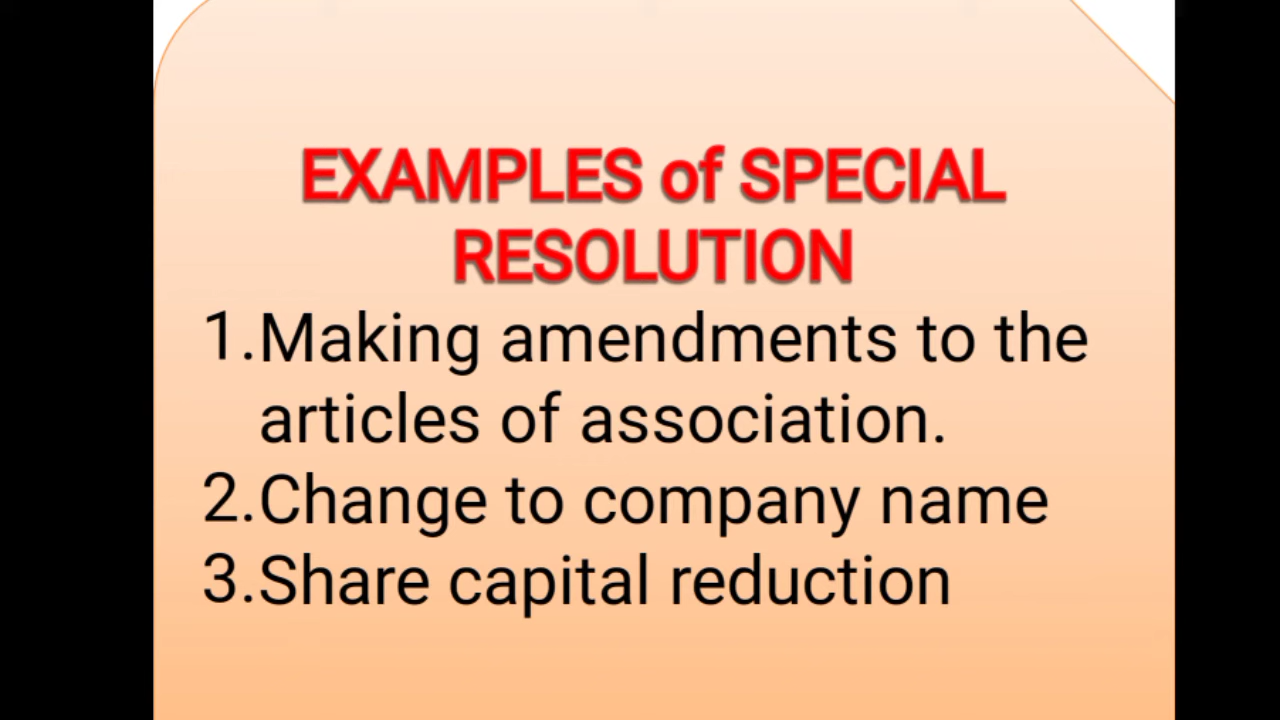 EXAMPLES of SPECIAL
RESOLUTION
1.Making amendments to the
articles of association.
2.Change to company name
3.Share capital reduction